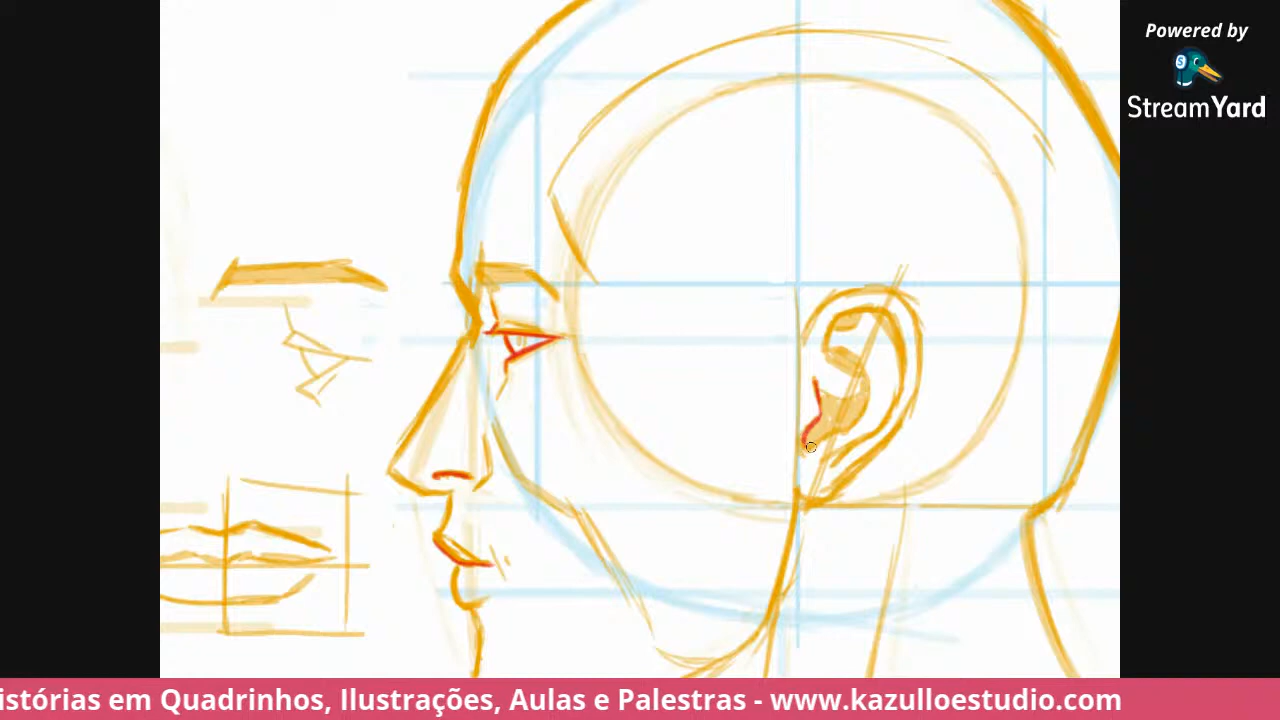 Powered by
StreamYard
istórias em Quadrinhos, Ilustrações, Aulas e Palestras - www.kazulloestudio.com